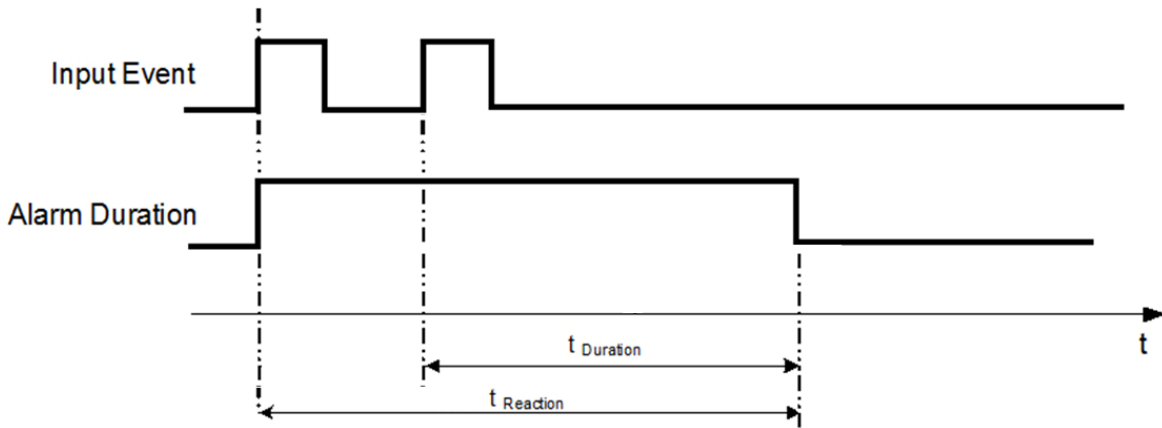 Input Event
Alarm Duration
t
t Duration
t Reaction